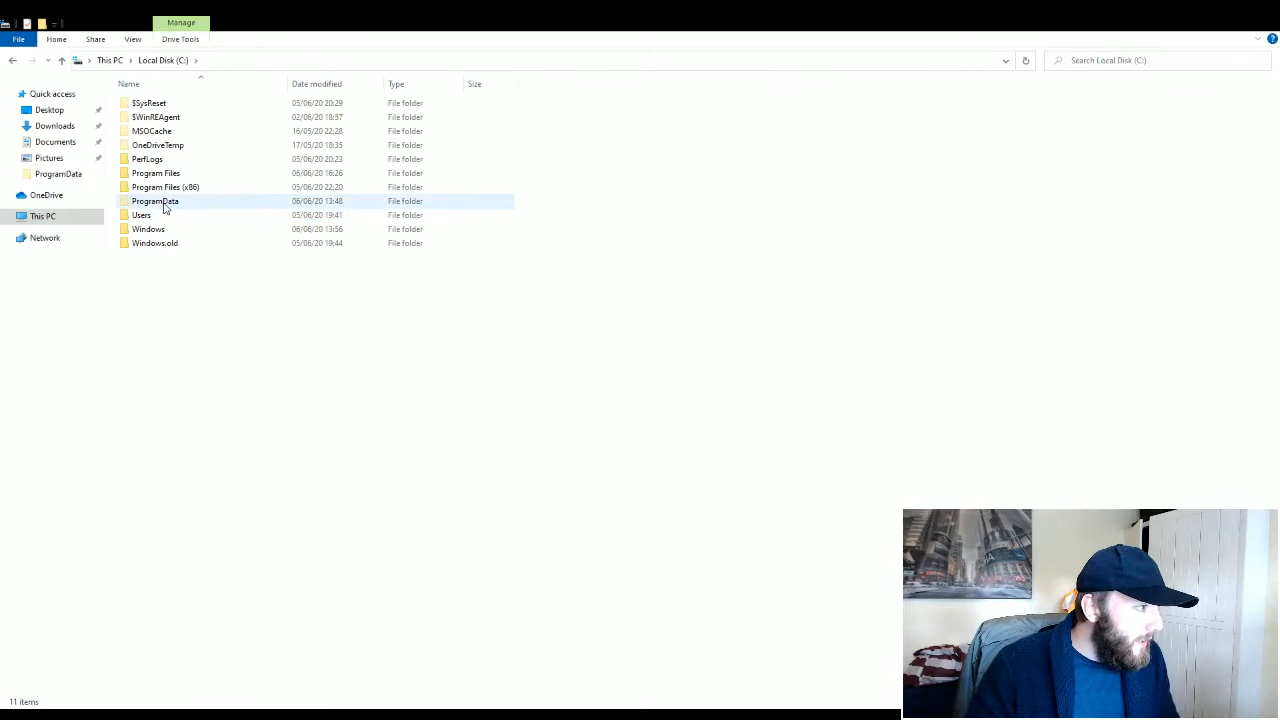 Manage
File Home Share View Drive Tools
This PC Local Disk (C:) Search Local Disk (C:)
Name Date modified Type Size
Quick access
Desktop
Downloads
Documents
Pictures
ProgramData
OneDrive
This PC
Network
$SysReset 05/06/20 20:29 File folder
$WinREAgent 02/06/20 18:57 File folder
MSOCache 16/05/20 22:28 File folder
OneDriveTemp 17/05/20 18:35 File folder
PerfLogs 05/06/20 20:23 File folder
Program Files 06/06/20 16:26 File folder
Program Files (x86) 05/06/20 22:20 File folder
ProgramData 06/06/20 13:48 File folder
Users 05/06/20 19:41 File folder
Windows 06/06/20 13:56 File folder
Windows.old 05/06/20 19:44 File folder
11 items